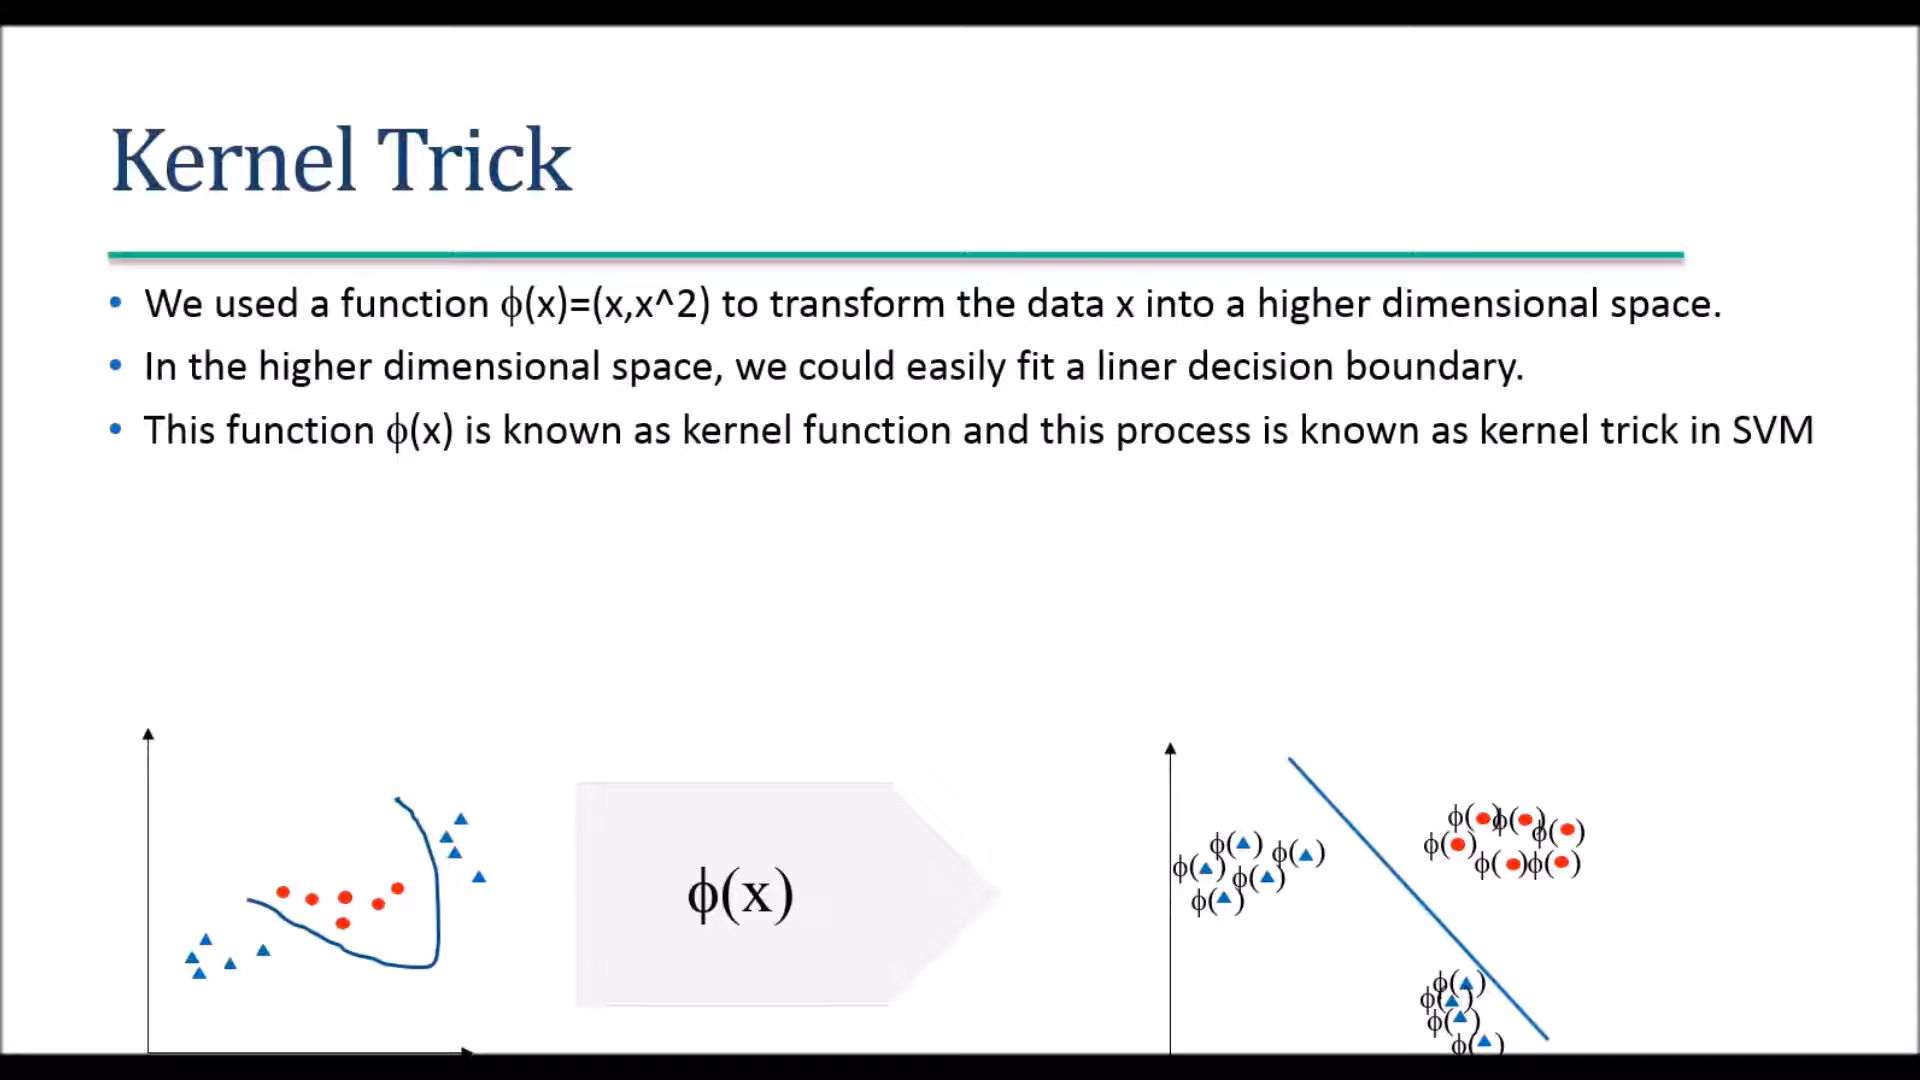 Kernel Trick
• We used a function ϕ(x)=(x,x^2) to transform the data x into a higher dimensional space.
• In the higher dimensional space, we could easily fit a liner decision boundary.
• This function ϕ(x) is known as kernel function and this process is known as kernel trick in SVM
ϕ(x)
ϕ( ) ϕ( ) ϕ( )
ϕ( ) ϕ( ) ϕ( )
ϕ( ) ϕ( ) ϕ( )
ϕ( ) ϕ( )
ϕ( )
ϕ( )
ϕ( )
ϕ( )